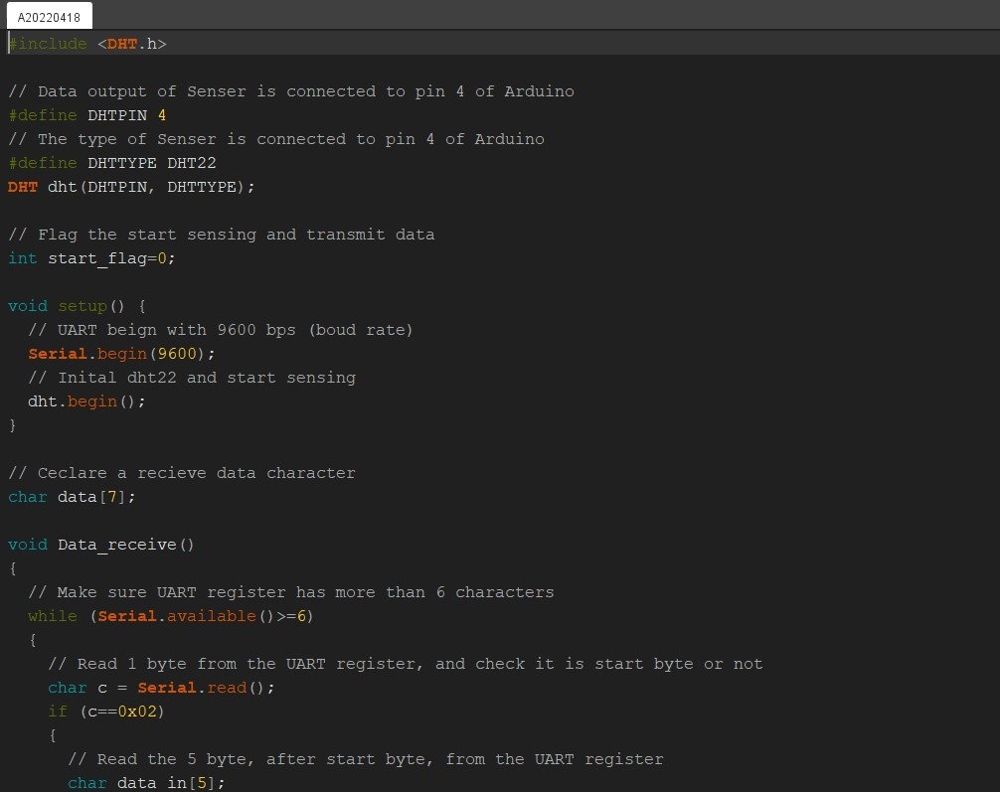 A20220418
#include <DHT.h>
// Data output of Senser is connected to pin 4 of Arduino
#define DHTPIN 4
// The type of Senser is connected to pin 4 of Arduino
#define DHTTYPE DHT22
DHT dht(DHTPIN, DHTTYPE);
// Flag the start sensing and transmit data
int start_flag=0;
void setup() {
// UART beign with 9600 bps (boud rate)
Serial.begin(9600);
// Inital dht22 and start sensing
dht.begin();
}
// Ceclare a recieve data character
char data[7];
void Data_receive()
{
// Make sure UART register has more than 6 characters
while (Serial.available()>=6)
{
// Read 1 byte from the UART register, and check it is start byte or not
char c = Serial.read();
if (c==0x02)
{
// Read the 5 byte, after start byte, from the UART register
char data in[5];